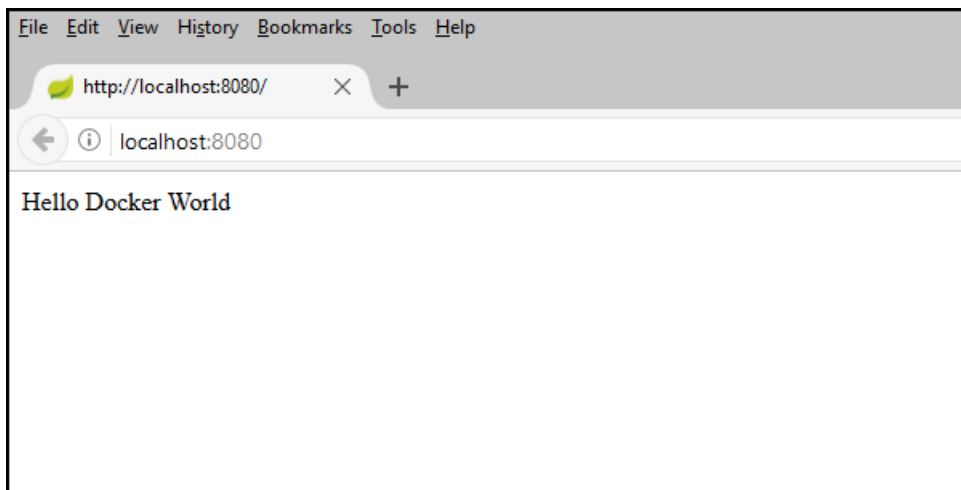 File Edit View History Bookmarks Tools Help
http://localhost:8080/
localhost:8080
Hello Docker World